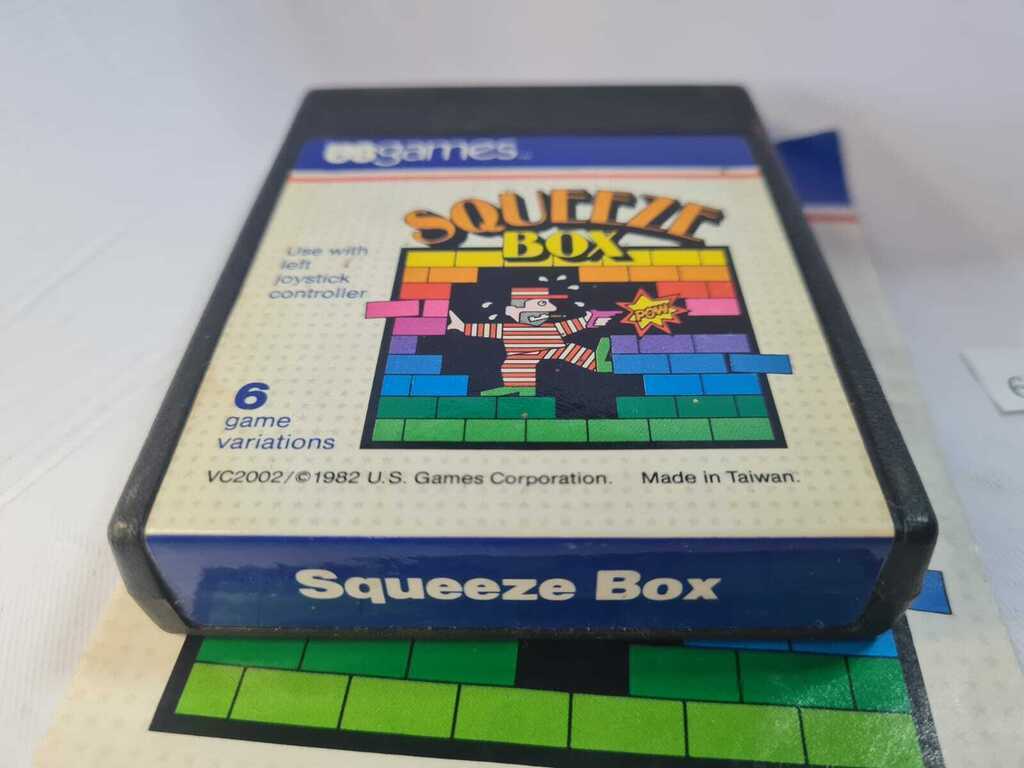 usgames
SQUEEZE
BOX
Use with
left
joystick
controller
POW
6
game
variations
VC2002/©1982 U.S. Games Corporation. Made in Taiwan.
Squeeze Box